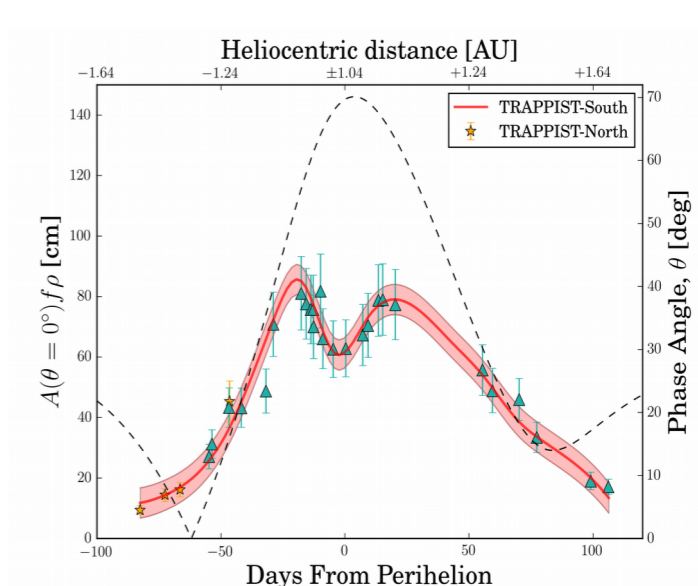 Heliocentric distance [AU]
−1.64 −1.24 ±1.04 +1.24 +1.64
TRAPPIST-South
TRAPPIST-North
A(θ = 0°)fρ [cm]
140
120
100
80
60
40
20
0
Phase Angle, θ [deg]
70
60
50
40
30
20
10
0
−100 −50 0 50 100
Days From Perihelion